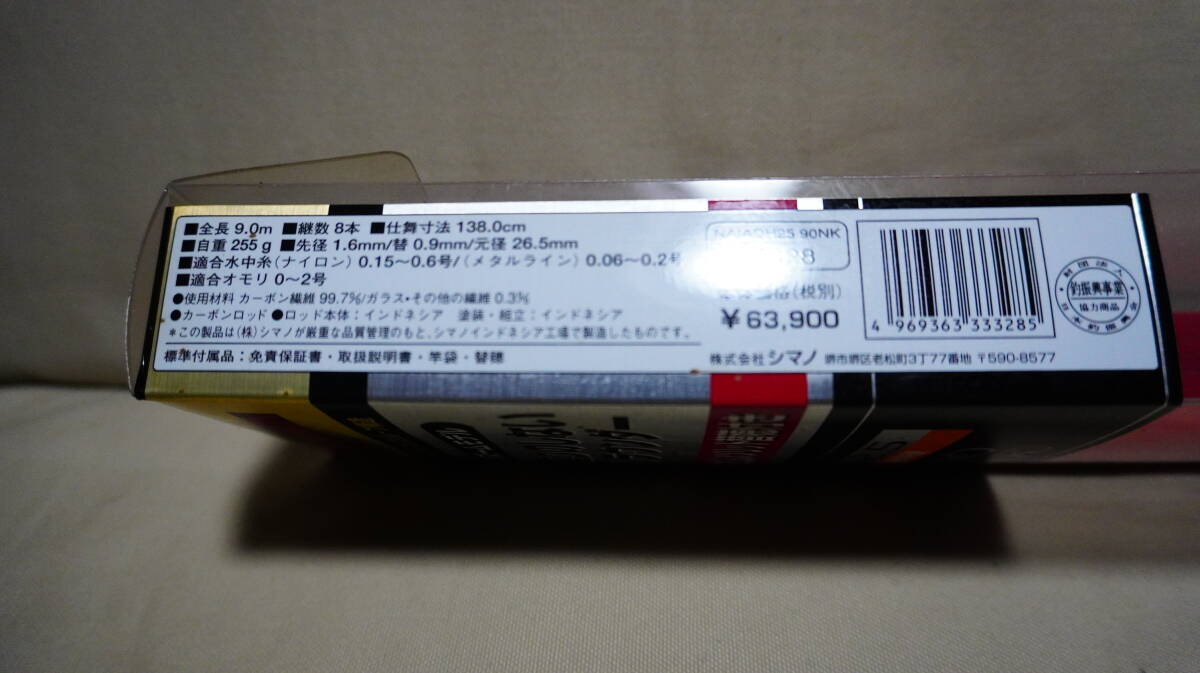 ■全長 9.0m ■継数 8本 ■仕舞寸法 138.0cm
■自重 255g ■先径 1.6mm/替 0.9mm/元径 26.5mm
■適合水中糸(ナイロン) 0.15〜0.6号/(メタルライン) 0.06〜0.2号
■適合オモリ 0〜2号
●使用材料 カーボン繊維 99.7%/ガラス・その他の繊維 0.3%
●カーボンロッド ●ロッド本体：インドネシア 塗装・組立：インドネシア
＊この製品は(株)シマノが厳重な品質管理のもと、シマノインドネシア工場で製造したものです。
標準付属品：免責保証書・取扱説明書・竿袋・替穂
90NK
(税別)
¥63,900
4 969363 333285
株式会社 シマノ 堺市堺区老松町3丁77番地 〒590-8577
財団法人
釣振興事業
協力商品
日本釣振興会